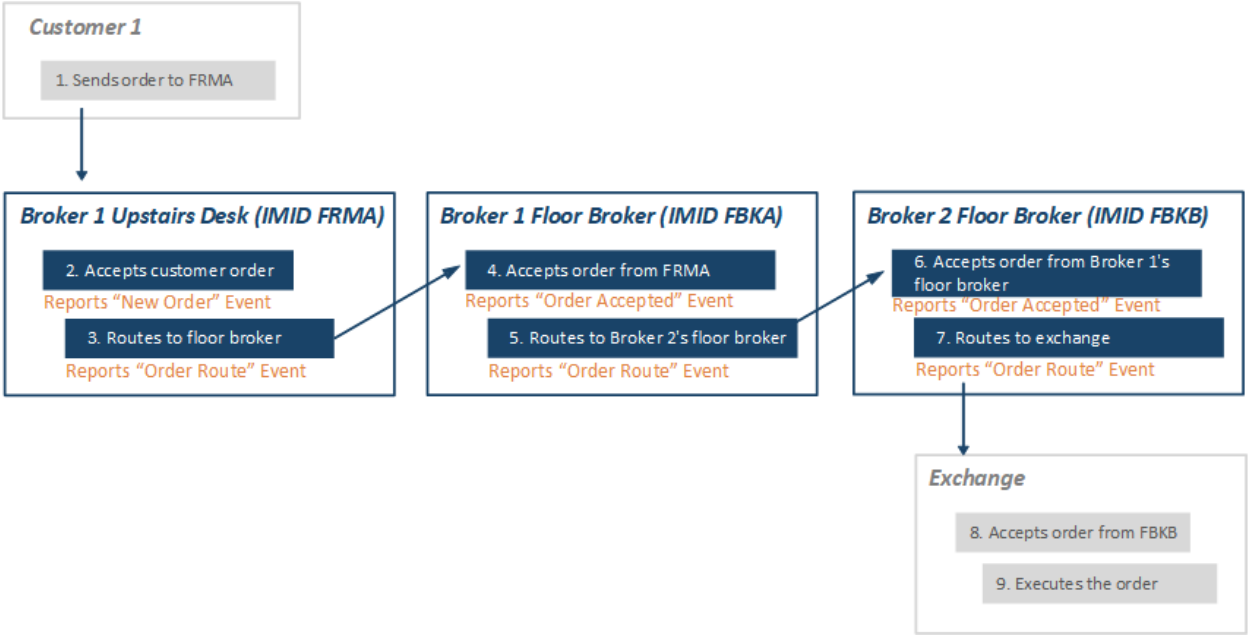 Customer 1
1. Sends order to FRMA
Broker 1 Upstairs Desk (IMID FRMA)
2. Accepts customer order
Reports “New Order” Event
3. Routes to floor broker
Reports “Order Route” Event
Broker 1 Floor Broker (IMID FBKA)
4. Accepts order from FRMA
Reports “Order Accepted” Event
5. Routes to Broker 2's floor broker
Reports “Order Route” Event
Broker 2 Floor Broker (IMID FBKB)
6. Accepts order from Broker 1's
floor broker
Reports “Order Accepted” Event
7. Routes to exchange
Reports “Order Route” Event
Exchange
8. Accepts order from FBKB
9. Executes the order